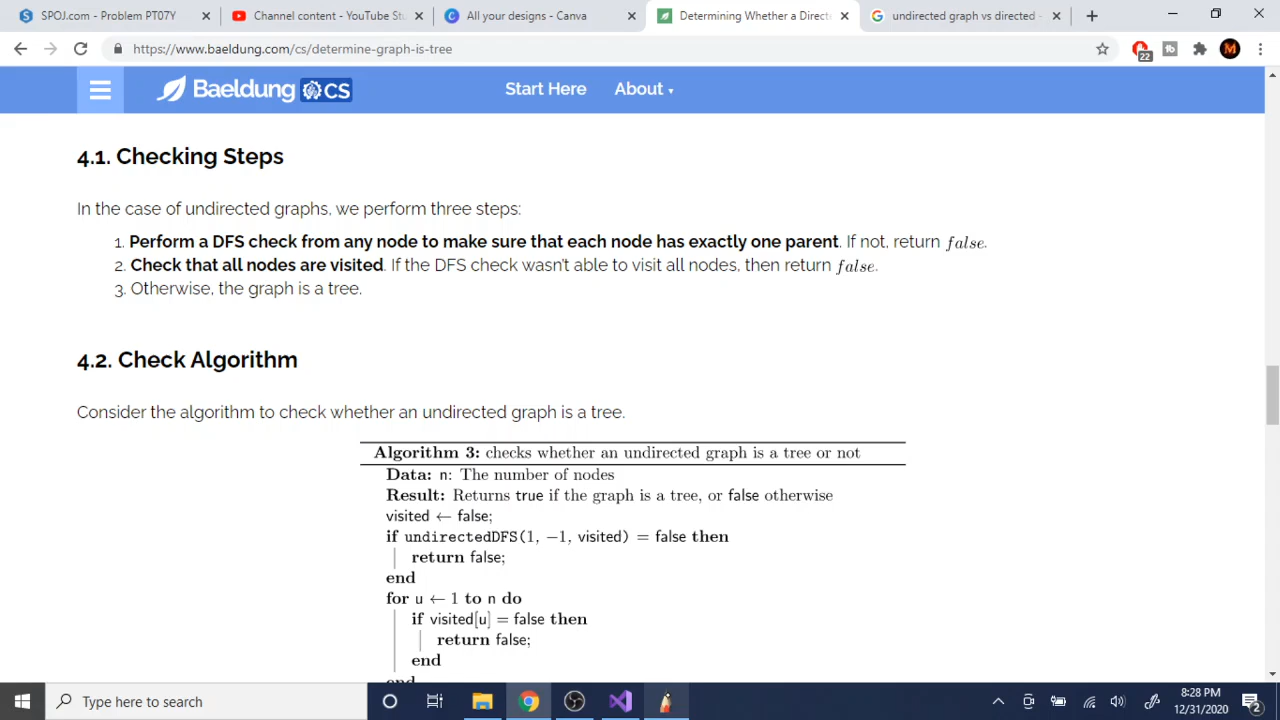 SPOJ.com - Problem PT07Y
Channel content - YouTube Stu
All your designs - Canva
Determining Whether a Directe
undirected graph vs directed -
https://www.baeldung.com/cs/determine-graph-is-tree
22
M
Baeldung CS
Start Here
About
4.1. Checking Steps
In the case of undirected graphs, we perform three steps:
1. Perform a DFS check from any node to make sure that each node has exactly one parent. If not, return false.
2. Check that all nodes are visited. If the DFS check wasn't able to visit all nodes, then return false.
3. Otherwise, the graph is a tree.
4.2. Check Algorithm
Consider the algorithm to check whether an undirected graph is a tree.
Algorithm 3: checks whether an undirected graph is a tree or not
Data: n: The number of nodes
Result: Returns true if the graph is a tree, or false otherwise
visited ← false;
if undirectedDFS(1, −1, visited) = false then
return false;
end
for u ← 1 to n do
if visited[u] = false then
return false;
end
end
Type here to search
8:28 PM
12/31/2020
2